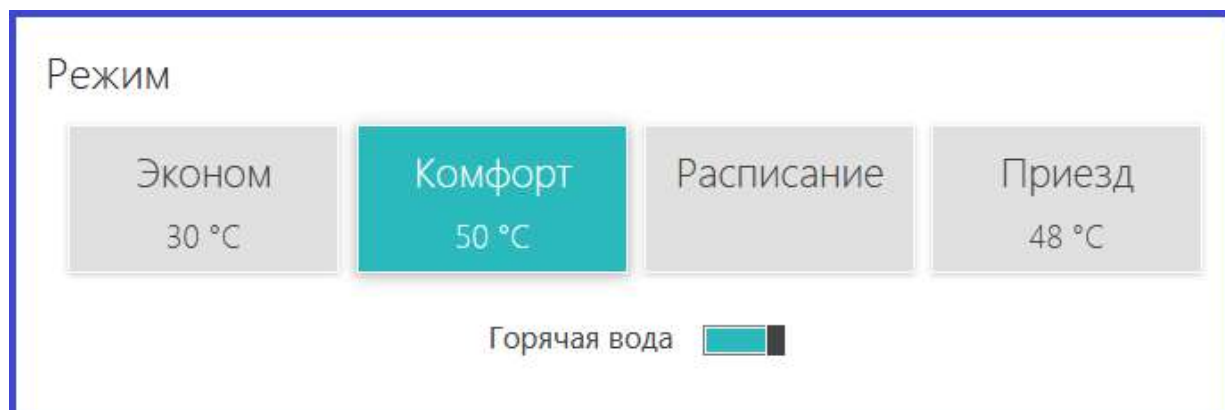 Режим
Эконом Комфорт Расписание Приезд
30 °C 50 °C 48 °C
Горячая вода